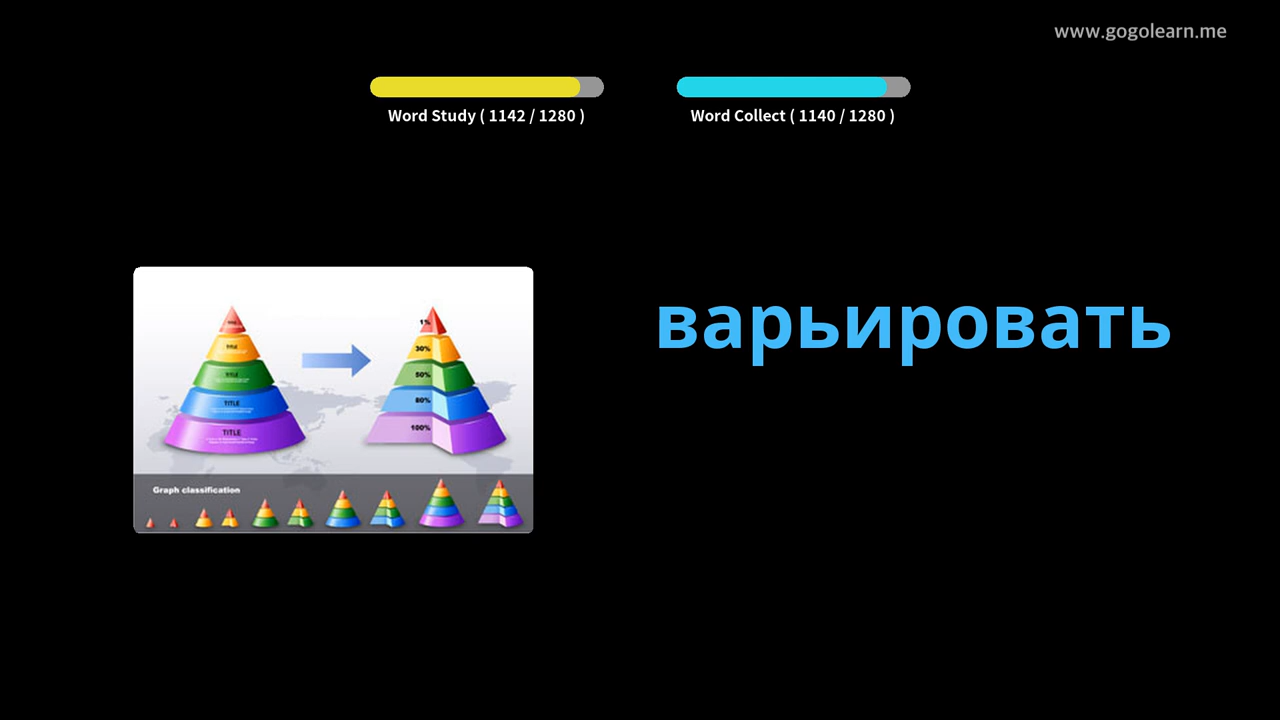 www.gogolearn.me
Word Study ( 1142 / 1280 )
Word Collect ( 1140 / 1280 )
варьировать
TITLE
TITLE
TITLE
TITLE
1%
30%
50%
80%
100%
Graph classification